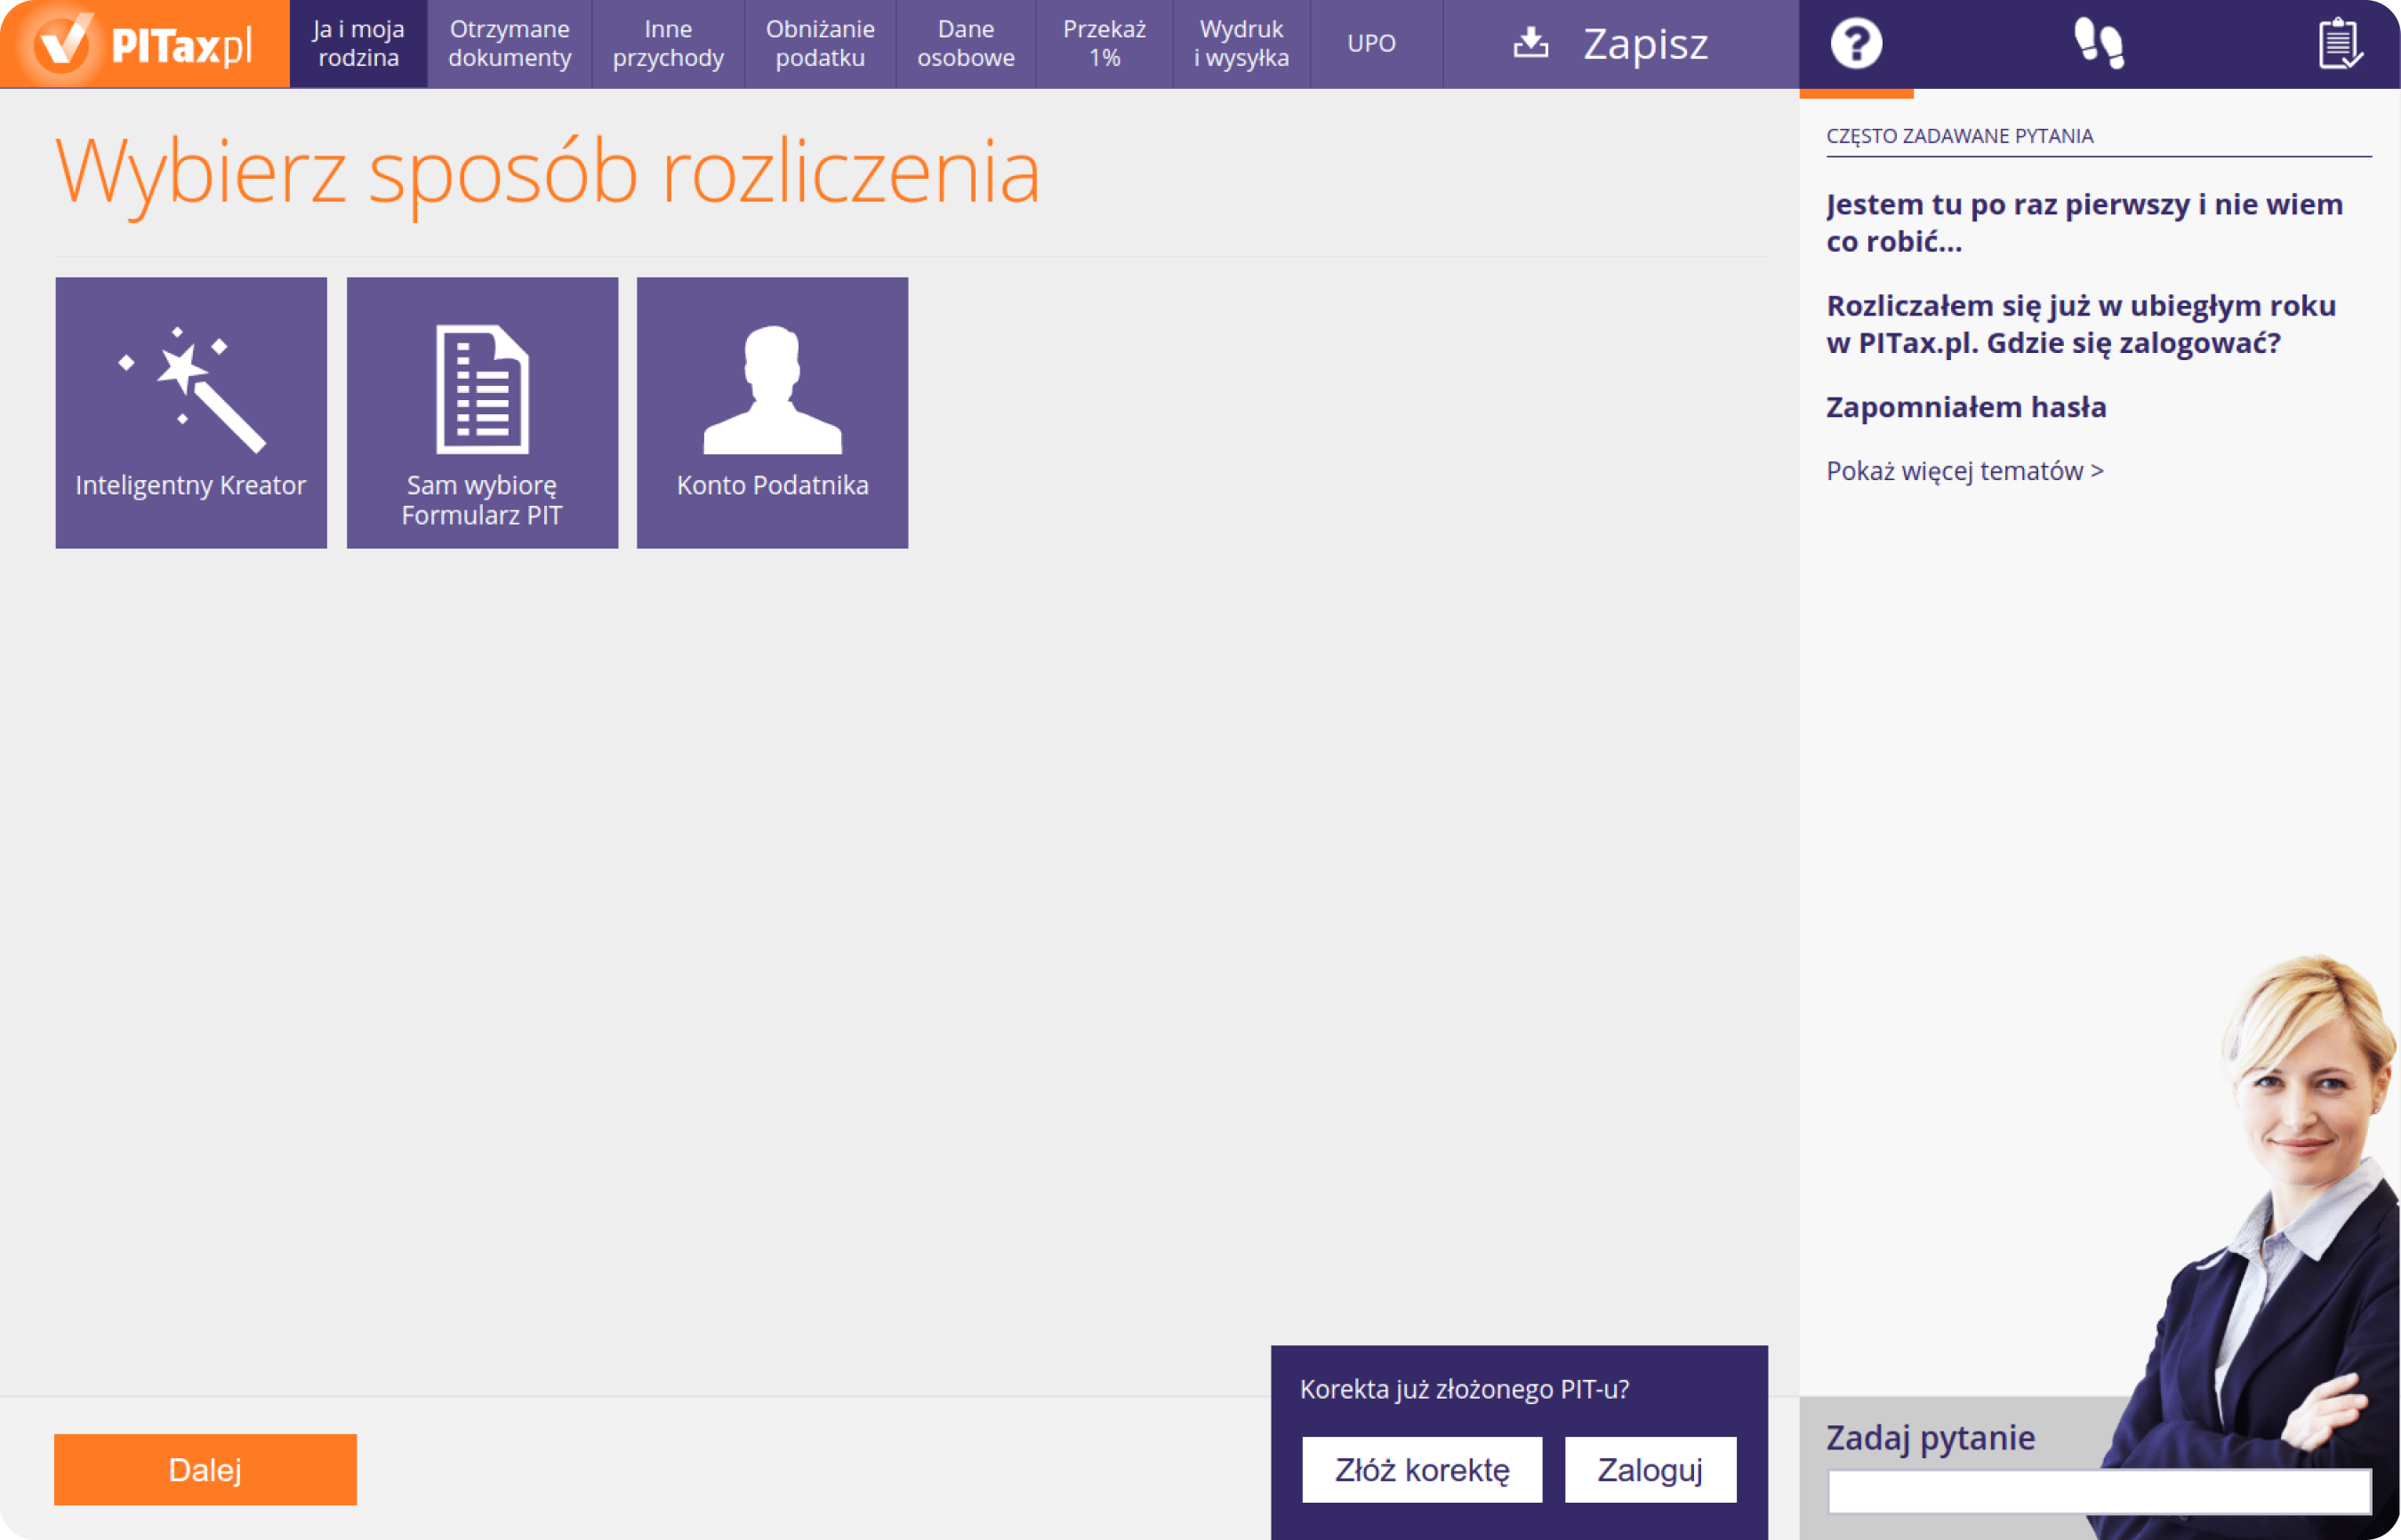 PITax.pl
Ja i moja
rodzina
Otrzymane
dokumenty
Inne
przychody
Obniżanie
podatku
Dane
osobowe
Przekaż
1%
Wydruk
i wysyłka
UPO
Zapisz
?
Wybierz sposób rozliczenia
Inteligentny Kreator
Sam wybiorę
Formularz PIT
Konto Podatnika
CZĘSTO ZADAWANE PYTANIA
Jestem tu po raz pierwszy i nie wiem
co robić...
Rozliczałem się już w ubiegłym roku
w PITax.pl. Gdzie się zalogować?
Zapomniałem hasła
Pokaż więcej tematów >
Korekta już złożonego PIT-u?
Złóż korektę
Zaloguj
Dalej
Zadaj pytanie